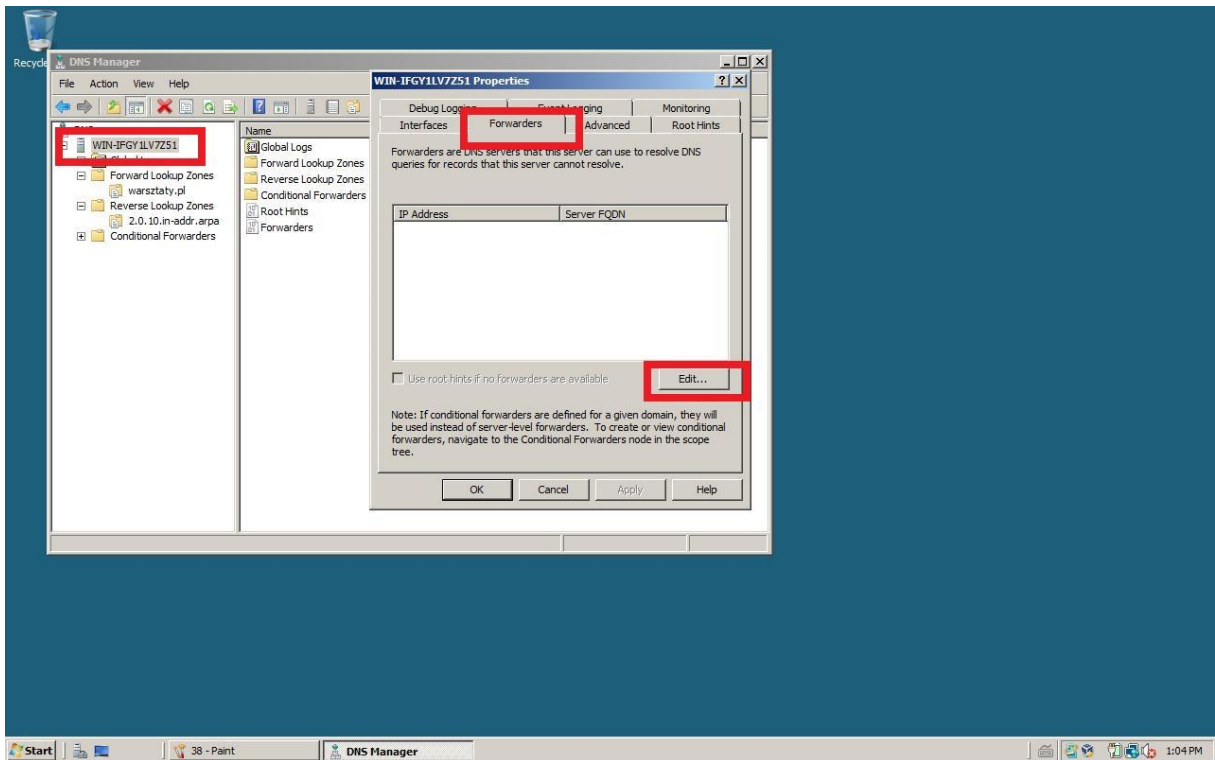 DNS Manager
File Action View Help
WIN-IFGY1LV7Z51
Forward Lookup Zones
warsztaty.pl
Reverse Lookup Zones
2.0.10.in-addr.arpa
Conditional Forwarders
Name
Global Logs
Forward Lookup Zones
Reverse Lookup Zones
Conditional Forwarders
Root Hints
Forwarders
WIN-IFGY1LV7Z51 Properties
Debug Logging Event Logging Monitoring
Interfaces Forwarders Advanced Root Hints
Forwarders are DNS servers that this server can use to resolve DNS
queries for records that this server cannot resolve.
IP Address Server FQDN
Use root hints if no forwarders are available Edit...
Note: If conditional forwarders are defined for a given domain, they will
be used instead of server-level forwarders. To create or view conditional
forwarders, navigate to the Conditional Forwarders node in the scope
tree.
OK Cancel Apply Help
Start 38 - Paint DNS Manager 1:04 PM